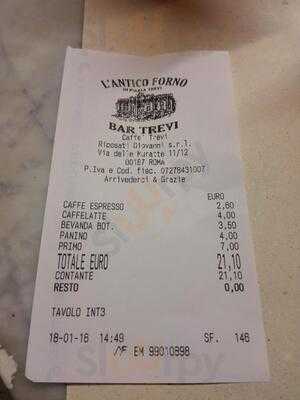 L'ANTICO FORNO
DI PIAZZA TREVI
BAR TREVI
Caffe' Trevi
Riposati Giovanni s.r.l.
Via delle Muratte 11/12
00187 ROMA
P.Iva e Cod. fisc. 07278431007
Arrivederci & Grazie
EURO
CAFFE ESPRESSO 2,60
CAFFELATTE 4,00
BEVANDA BOT. 3,50
PANINO 4,00
PRIMO 7,00
TOTALE EURO 21,10
CONTANTE 21,10
RESTO 0,00
TAVOLO INT3
18-01-16 14:49 SF. 146
MF EM 99010898